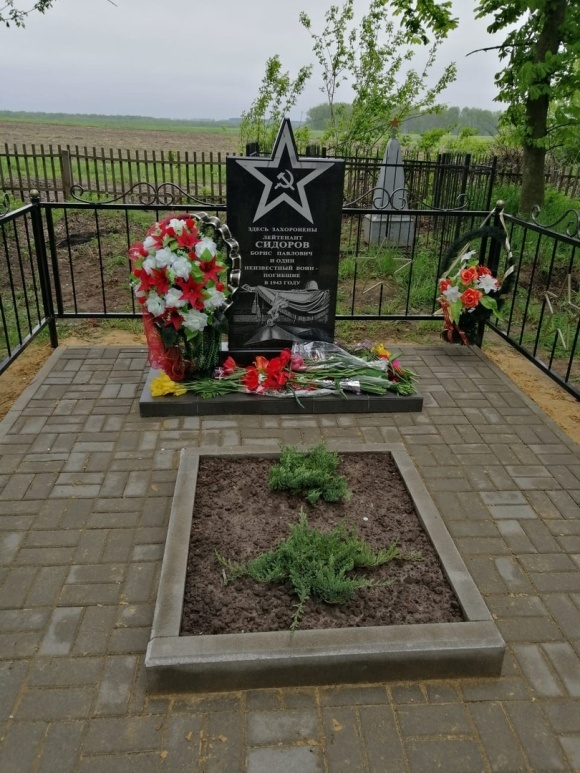 ЗДЕСЬ ЗАХОРОНЕНЫ
ЛЕЙТЕНАНТ
СИДОРОВ
БОРИС ПАВЛОВИЧ
И ОДИН
НЕИЗВЕСТНЫЙ ВОИН -
ПОГИБШИЕ
В 1943 ГОДУ